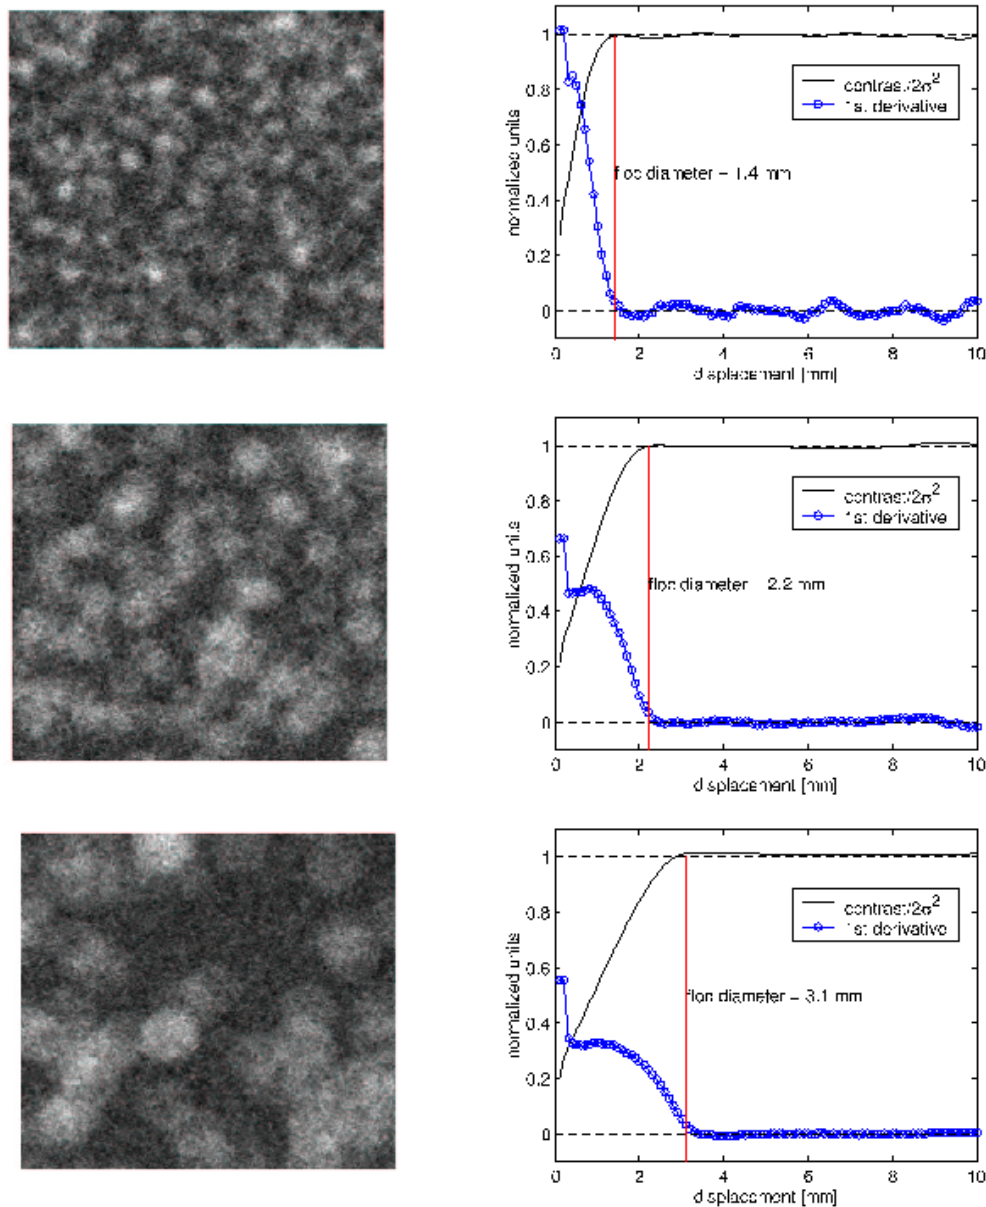 1
0.8
0.6
0.4
0.2
0
normalized units
contrast/2σ²
1st derivative
floc diameter = 1.4 mm
0 2 4 6 8 10
displacement [mm]
1
0.8
0.6
0.4
0.2
0
normalized units
contrast/2σ²
1st derivative
floc diameter = 2.2 mm
0 2 4 6 8 10
displacement [mm]
1
0.8
0.6
0.4
0.2
0
normalized units
contrast/2σ²
1st derivative
floc diameter = 3.1 mm
0 2 4 6 8 10
displacement [mm]